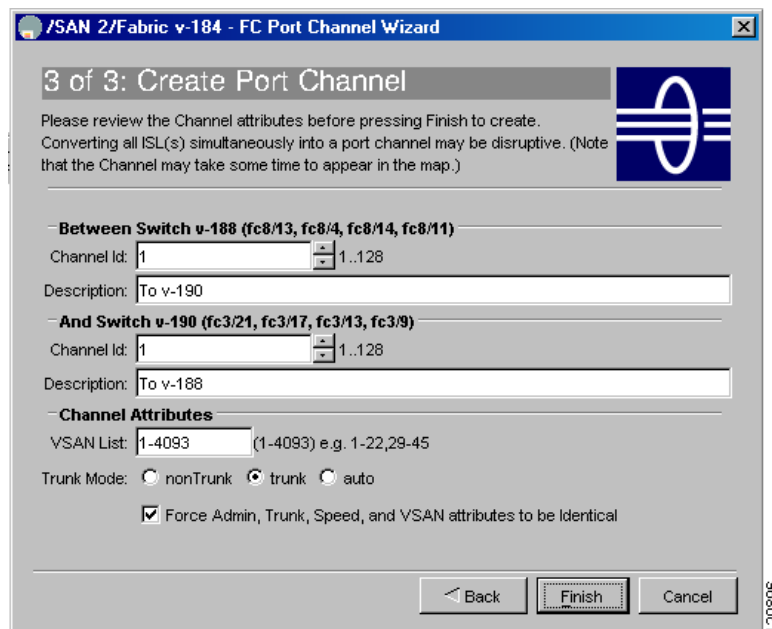 /SAN 2/Fabric v-184 - FC Port Channel Wizard
3 of 3: Create Port Channel
Please review the Channel attributes before pressing Finish to create.
Converting all ISL(s) simultaneously into a port channel may be disruptive. (Note
that the Channel may take some time to appear in the map.)
Between Switch v-188 (fc8/13, fc8/4, fc8/14, fc8/11)
Channel Id: 1 1..128
Description: To v-190
And Switch v-190 (fc3/21, fc3/17, fc3/13, fc3/9)
Channel Id: 1 1..128
Description: To v-188
Channel Attributes
VSAN List: 1-4093 (1-4093) e.g. 1-22,29-45
Trunk Mode: nonTrunk trunk auto
Force Admin, Trunk, Speed, and VSAN attributes to be Identical
Back Finish Cancel